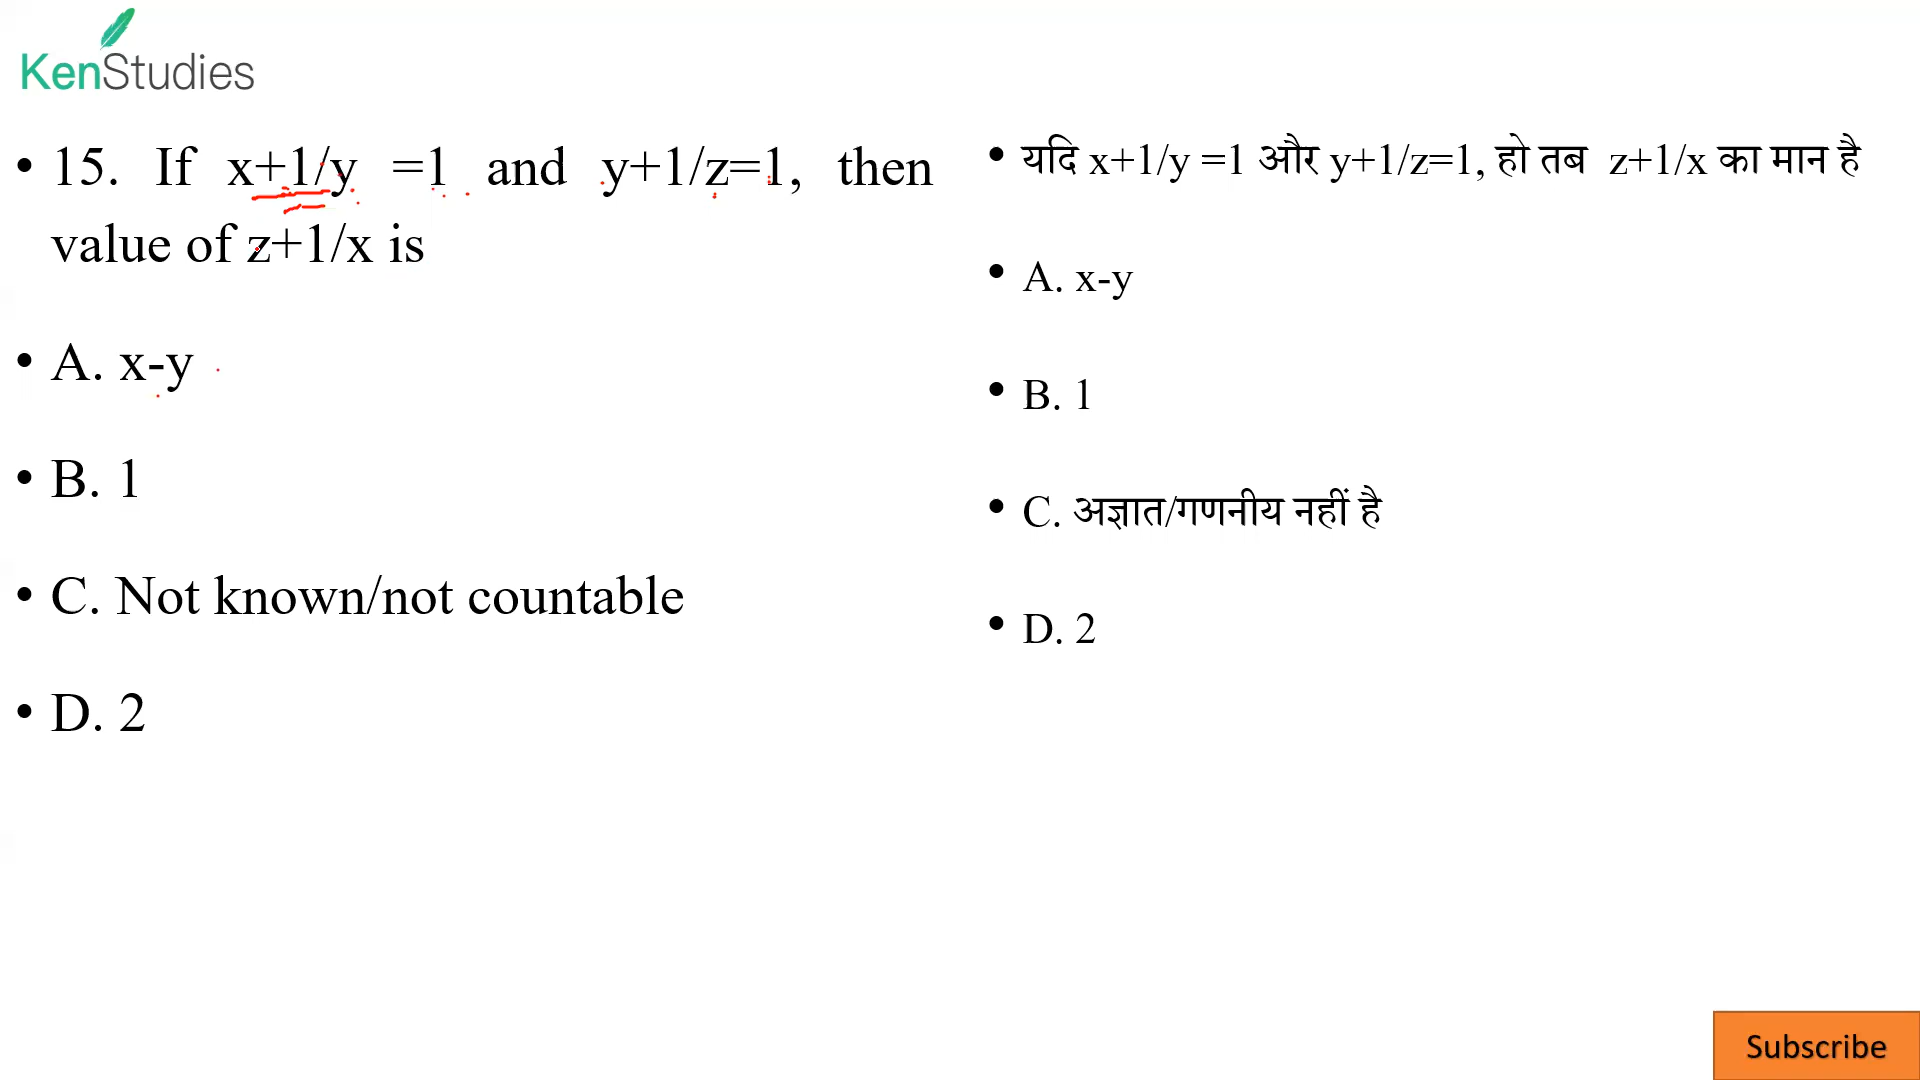 KenStudies
• 15. If x+1/y =1 and y+1/z=1, then
value of z+1/x is
• A. x-y
• B. 1
• C. Not known/not countable
• D. 2
• यदि x+1/y =1 और y+1/z=1, हो तब z+1/x का मान है
• A. x-y
• B. 1
• C. अज्ञात/गणनीय नहीं है
• D. 2
Subscribe